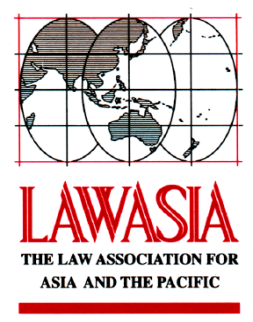 LAWASIA
THE LAW ASSOCIATION FOR
ASIA AND THE PACIFIC